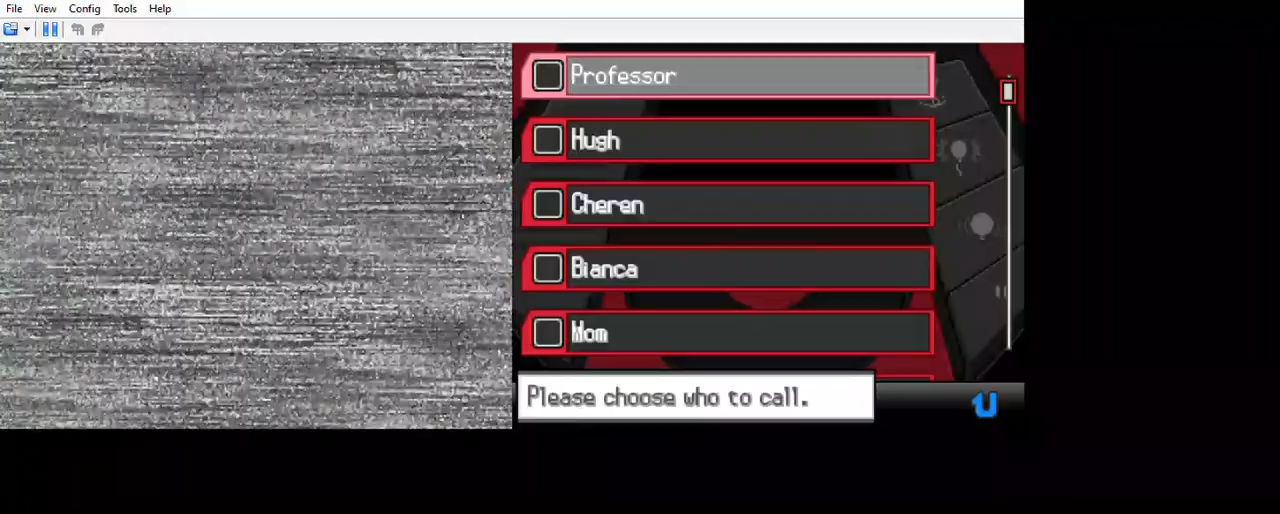 File View Config Tools Help
Professor
Hugh
Cheren
Bianca
Mom
Please choose who to call.